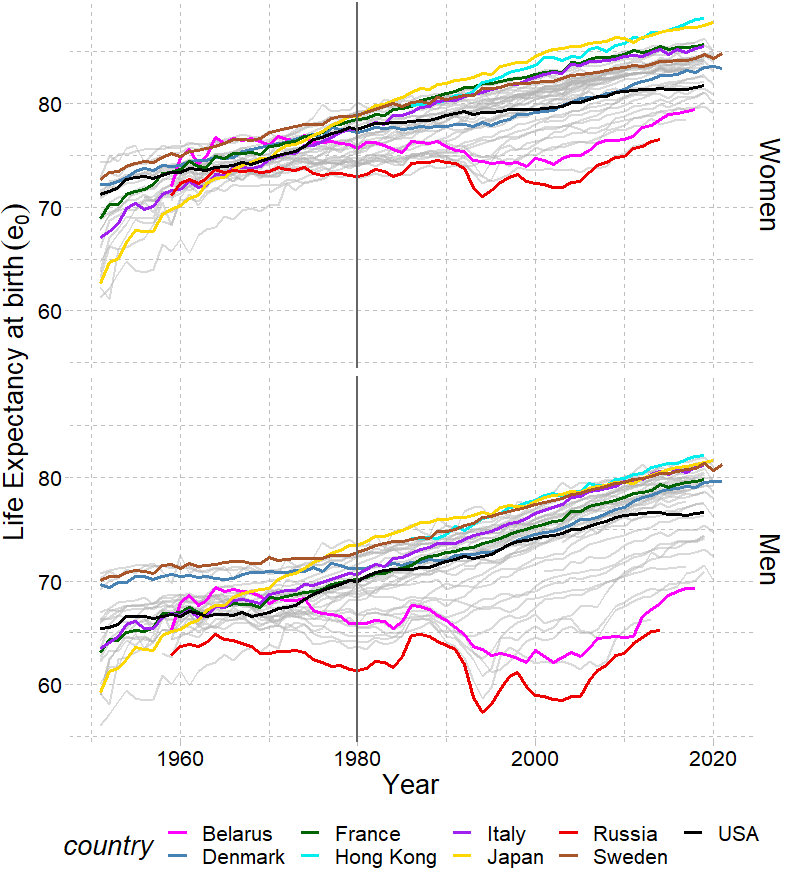 Life Expectancy at birth (e0)
80
70
60
Women
80
70
60
Men
1960 1980 2000 2020
Year
country
Belarus France Italy Russia USA
Denmark Hong Kong Japan Sweden